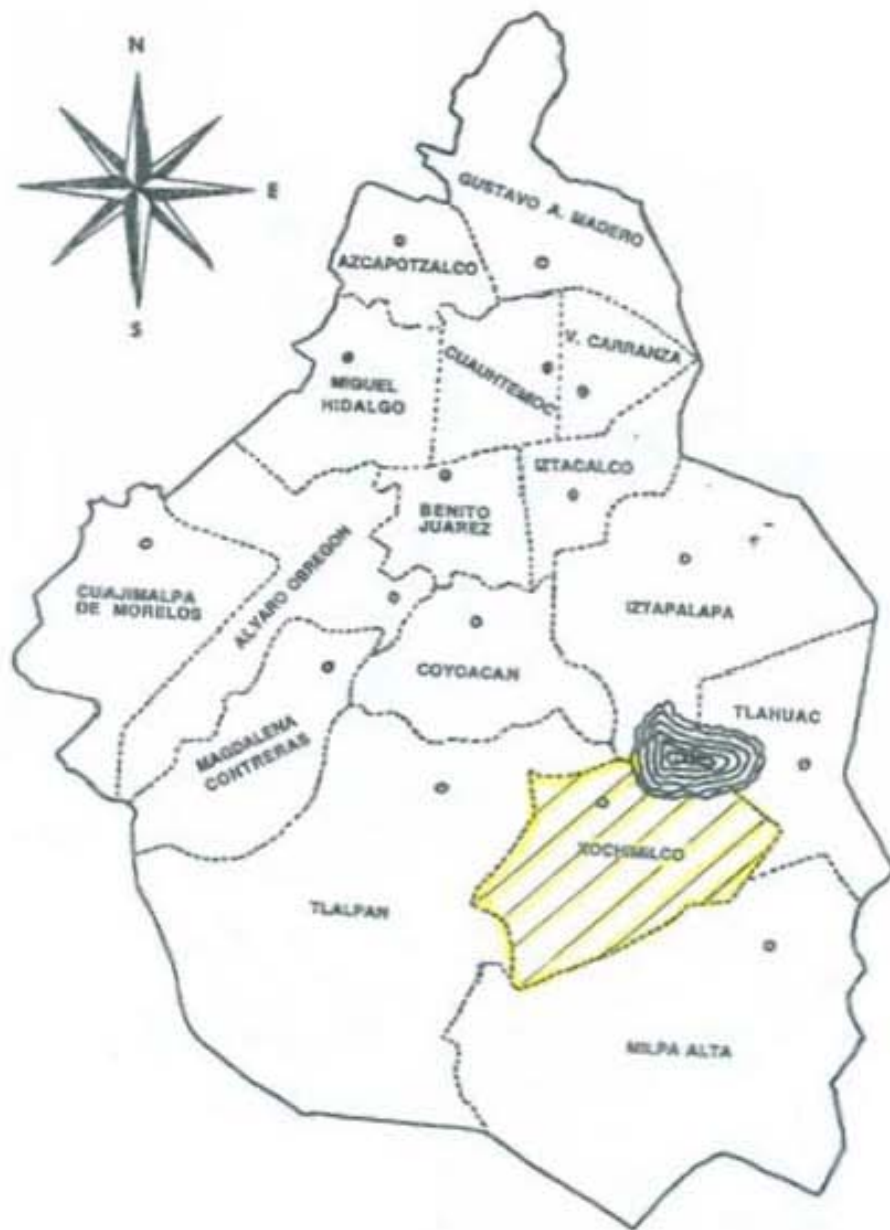 N
E
S
GUSTAVO A. MADERO
AZCAPOTZALCO
V. CARRANZA
CUAUHTEMOC
MIGUEL
HIDALGO
IZTACALCO
BENITO
JUAREZ
CUAJIMALPA
DE MORELOS
ALVARO OBREGON
IZTAPALAPA
COYOACAN
TLAHUAC
MAGDALENA
CONTRERAS
XOCHIMILCO
TLALPAN
MILPA ALTA